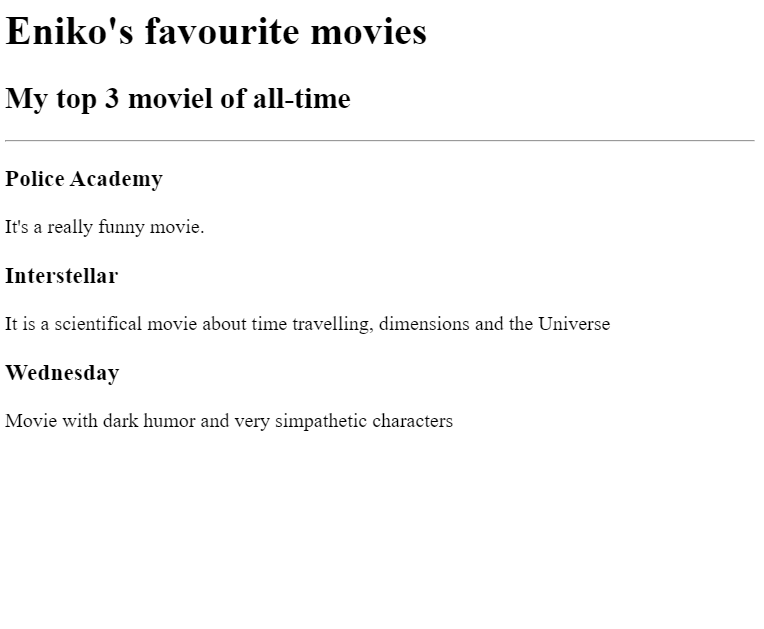 Eniko's favourite movies
My top 3 moviel of all-time
Police Academy
It's a really funny movie.
Interstellar
It is a scientifical movie about time travelling, dimensions and the Universe
Wednesday
Movie with dark humor and very simpathetic characters